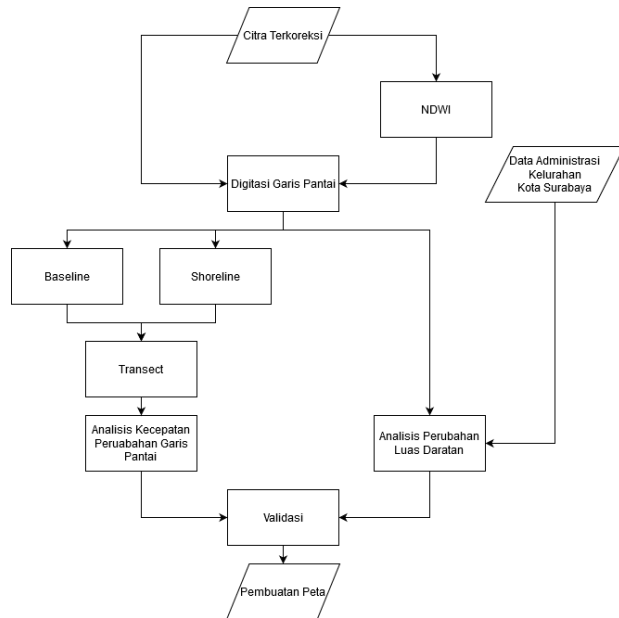 Citra Terkoreksi
NDWI
Data Administrasi
Kelurahan
Kota Surabaya
Digitasi Garis Pantai
Baseline
Shoreline
Transect
Analisis Kecepatan
Peruabahan Garis
Pantai
Analisis Perubahan
Luas Daratan
Validasi
Pembuatan Peta